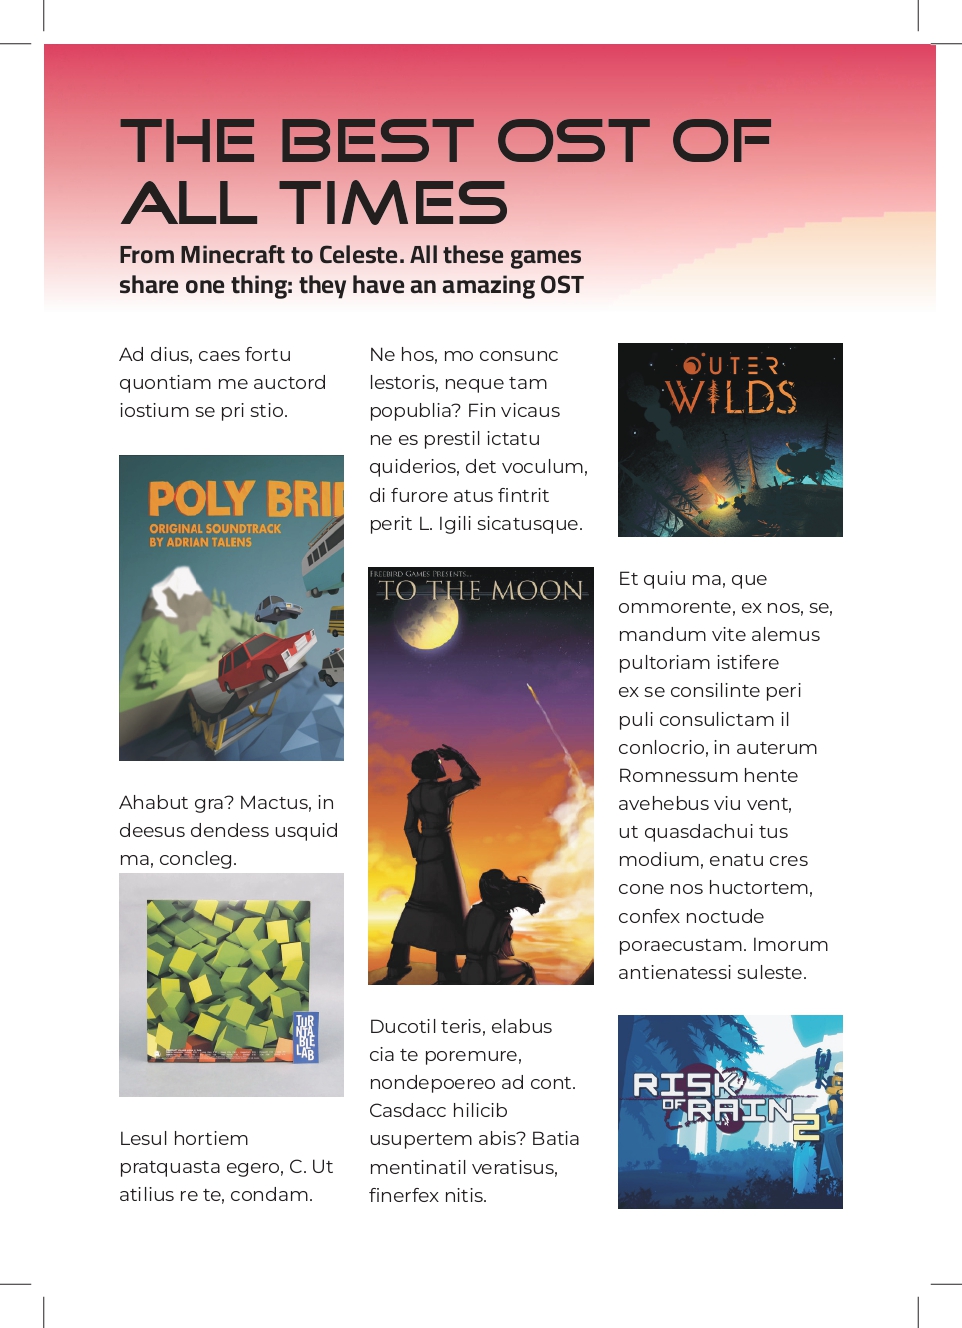 THE BEST OST OF
ALL TIMES
From Minecraft to Celeste. All these games
share one thing: they have an amazing OST
Ad dius, caes fortu
quontiam me auctord
iostium se pri stio.
POLY BRI
ORIGINAL SOUNDTRACK
BY ADRIAN TALENS
Ahabut gra? Mactus, in
deesus dendess usquid
ma, concleg.
TUR
NTA
BLE
LAB
Lesul hortiem
pratquasta egero, C. Ut
atilius re te, condam.
Ne hos, mo consunc
lestoris, neque tam
popublia? Fin vicaus
ne es prestil ictatu
quiderios, det voculum,
di furore atus fintrit
perit L. Igili sicatusque.
FREEBIRD GAMES PRESENTS...
TO THE MOON
Ducotil teris, elabus
cia te poremure,
nondepoereo ad cont.
Casdacc hilicib
usupertem abis? Batia
mentinatil veratisus,
finerfex nitis.
OUTER
WILDS
Et quiu ma, que
ommorente, ex nos, se,
mandum vite alemus
pultoriam istifere
ex se consilinte peri
puli consulictam il
conlocrio, in auterum
Romnessum hente
avehebus viu vent,
ut quasdachui tus
modium, enatu cres
cone nos huctortem,
confex noctude
poraecustam. Imorum
antienatessi suleste.
RISK
OF RAIN
2